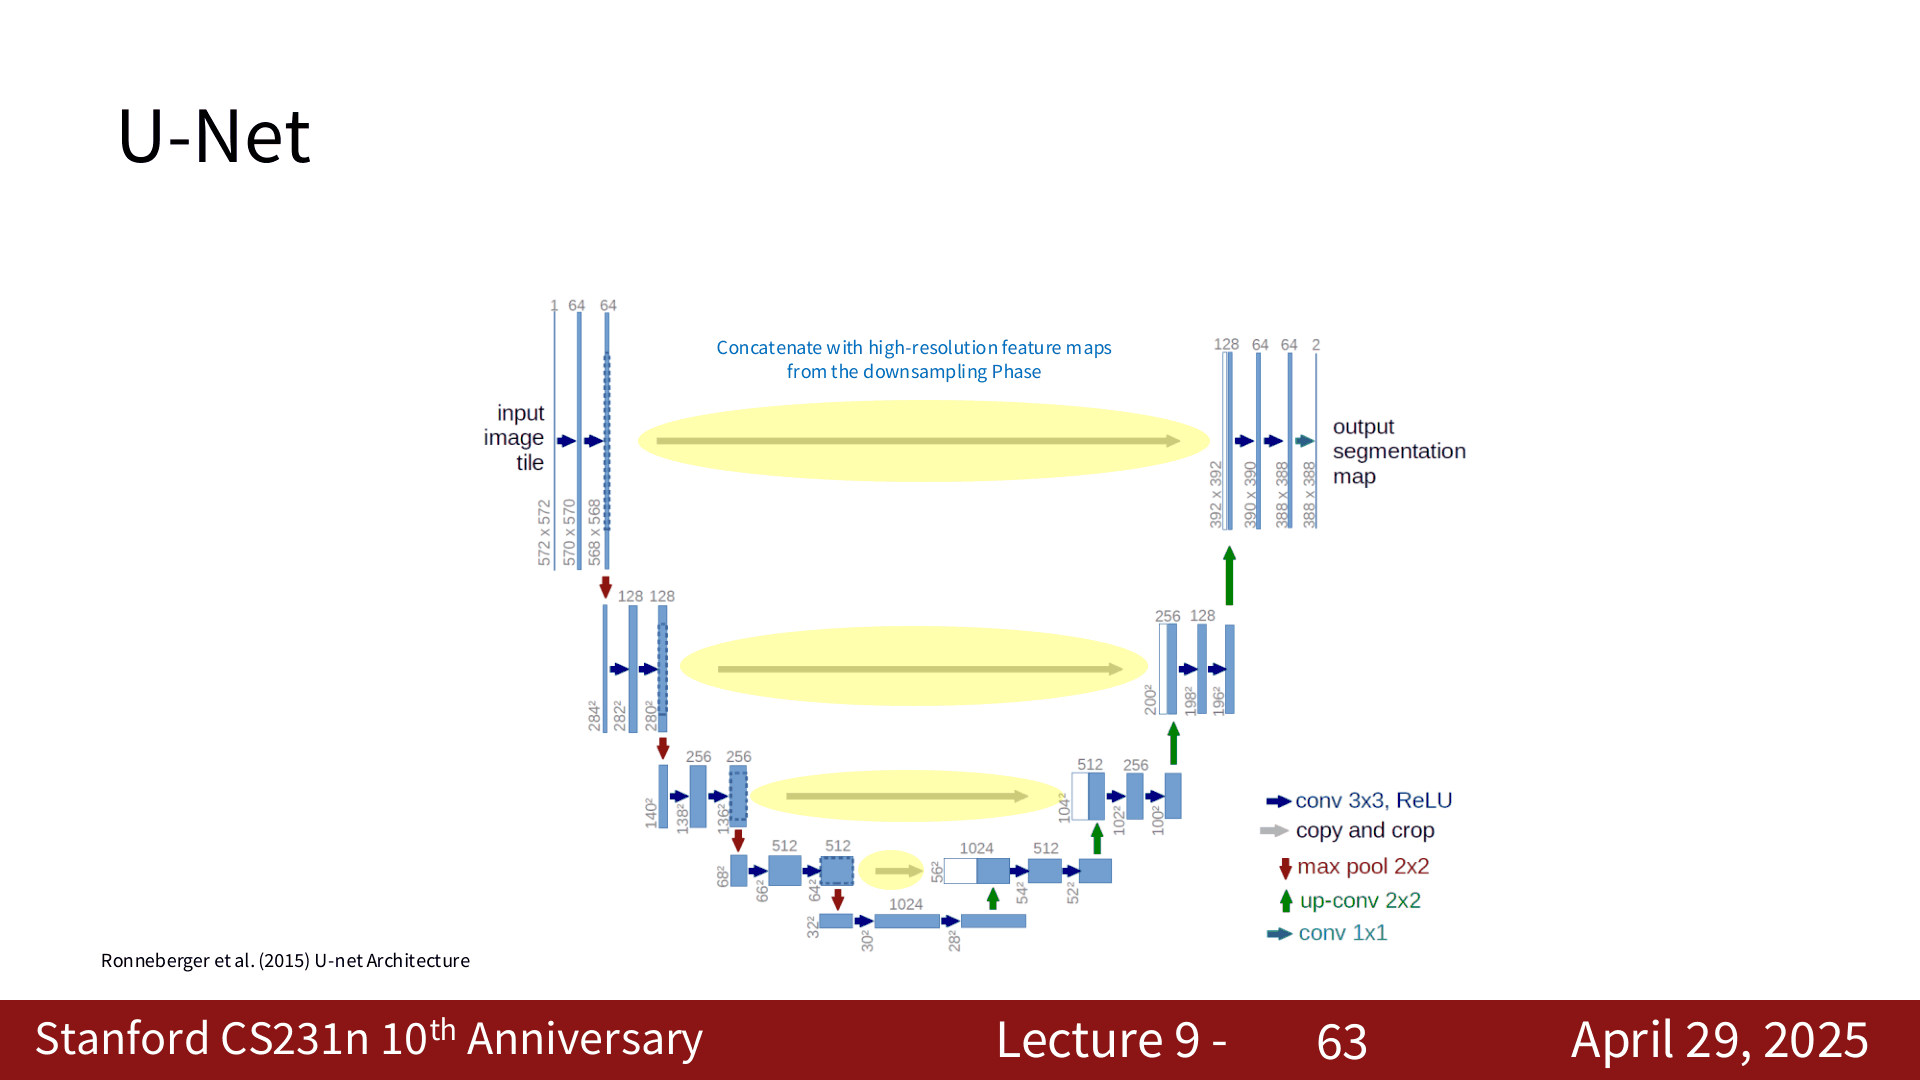 U-Net
1 64 64
Concatenate with high-resolution feature maps
from the downsampling Phase
128 64 64 2
input
image
tile
output
segmentation
map
572 x 572
570 x 570
568 x 568
392 x 392
390 x 390
388 x 388
388 x 388
128 128
256 128
284²
282²
280²
200²
198²
196²
256 256
512 256
140²
138²
136²
104²
102²
100²
512 512
1024 512
68²
66²
64²
56²
54²
52²
1024
32²
30²
28²
conv 3x3, ReLU
copy and crop
max pool 2x2
up-conv 2x2
conv 1x1
Ronneberger et al. (2015) U-net Architecture
Stanford CS231n 10th Anniversary
Lecture 9 - 63
April 29, 2025